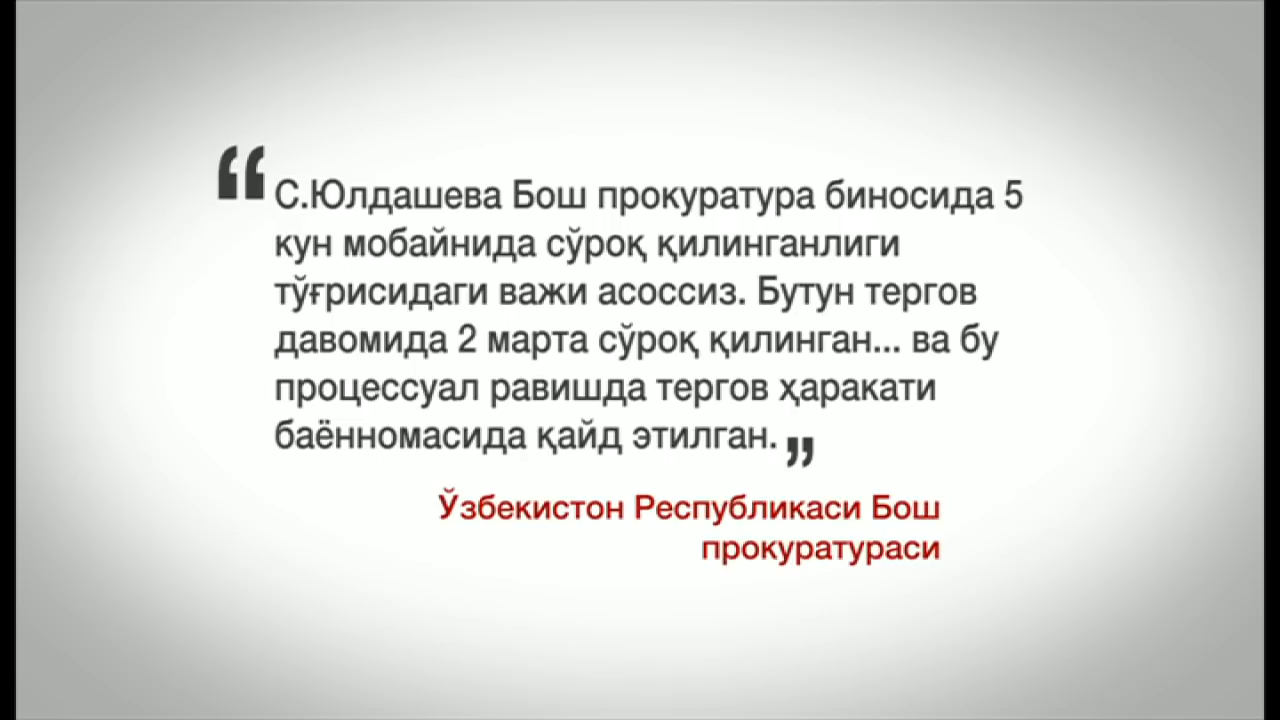 “С.Юлдашева Бош прокуратура биносида 5
кун мобайнида сўроқ қилинганлиги
тўғрисидаги важи асоссиз. Бутун тергов
давомида 2 марта сўроқ қилинган... ва бу
процессуал равишда тергов ҳаракати
баённомасида қайд этилган.”
Ўзбекистон Республикаси Бош
прокуратураси